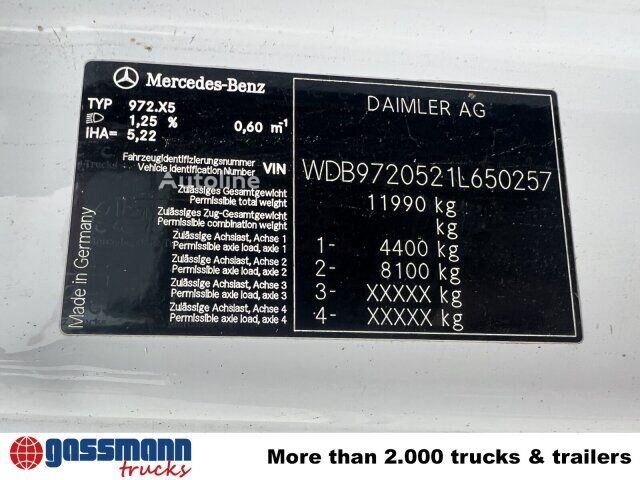 Mercedes-Benz
TYP 972.X5
1,25 % 0,60 m⁻¹
IHA= 5,22
Fahrzeugidentifizierungsnummer
Vehicle Identification Number VIN
Zulässiges Gesamtgewicht
Permissible total weight
Zulässiges Zug-Gesamtgewicht
Permissible combination weight
Zulässige Achslast, Achse 1
Permissible axle load, axle 1
Zulässige Achslast, Achse 2
Permissible axle load, axle 2
Zulässige Achslast, Achse 3
Permissible axle load, axle 3
Zulässige Achslast, Achse 4
Permissible axle load, axle 4
Made in Germany
DAIMLER AG
WDB9720521L650257
11990 kg
kg
1- 4400 kg
2- 8100 kg
3- XXXXX kg
4- XXXXX kg
Autoline
gassmann
trucks
More than 2.000 trucks & trailers